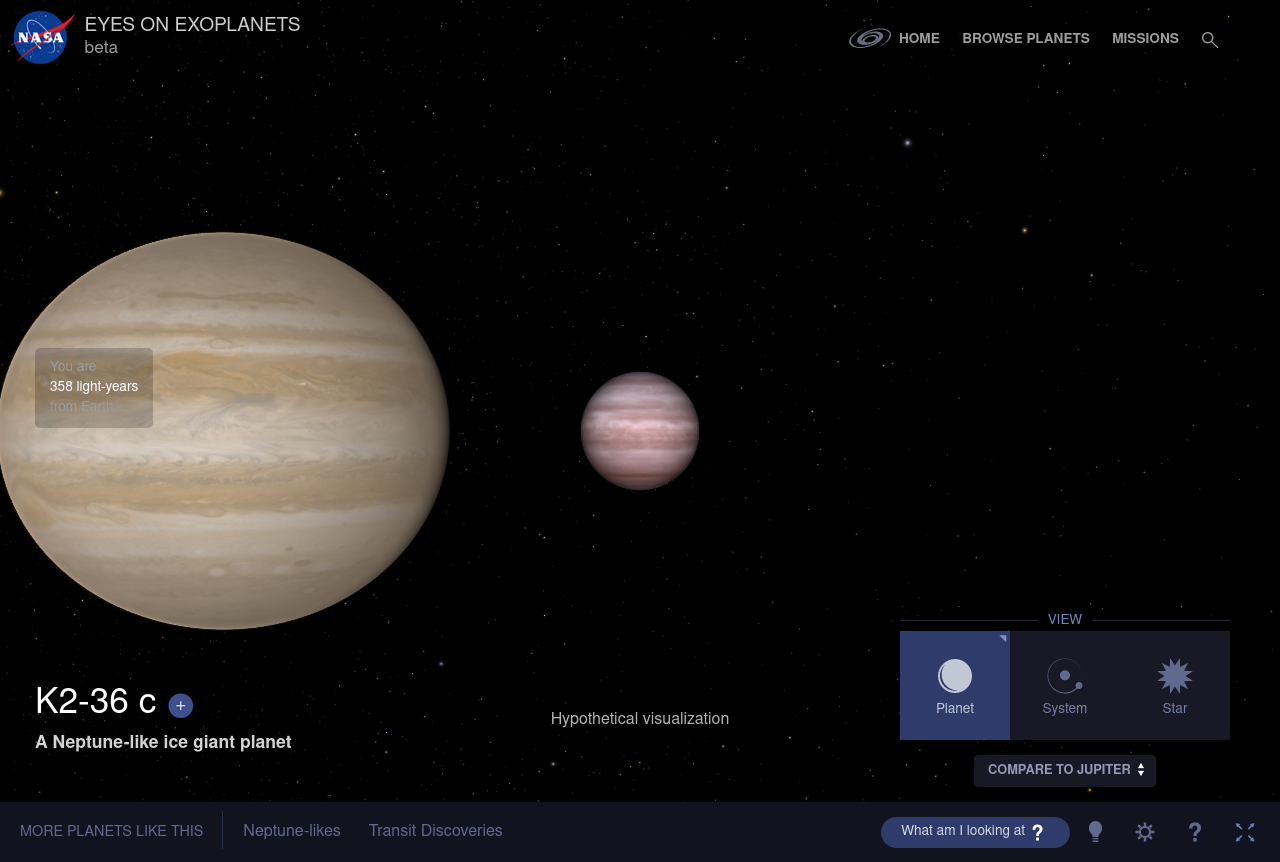 NASA
EYES ON EXOPLANETS
beta
HOME
BROWSE PLANETS
MISSIONS
You are
358 light-years
from Earth
K2-36 c +
A Neptune-like ice giant planet
Hypothetical visualization
VIEW
Planet
System
Star
COMPARE TO JUPITER
MORE PLANETS LIKE THIS
Neptune-likes
Transit Discoveries
What am I looking at ?
?